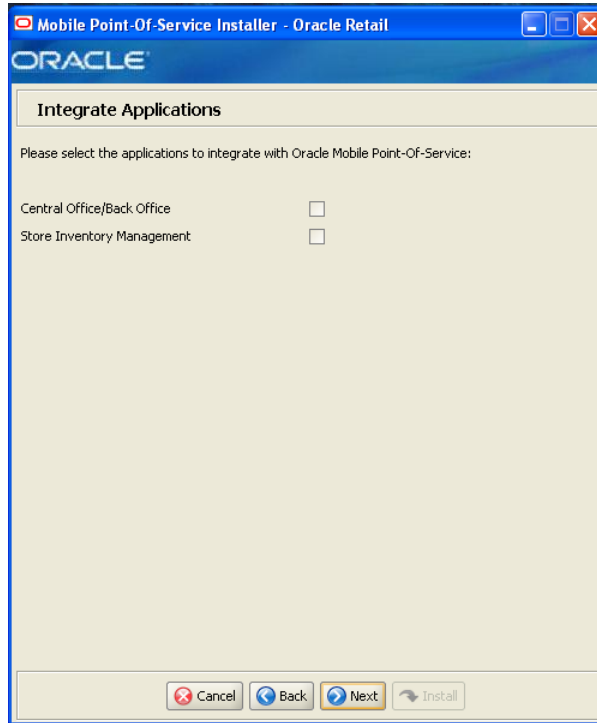 Mobile Point-Of-Service Installer - Oracle Retail
ORACLE
Integrate Applications
Please select the applications to integrate with Oracle Mobile Point-Of-Service:
Central Office/Back Office
Store Inventory Management
Cancel Back Next Install